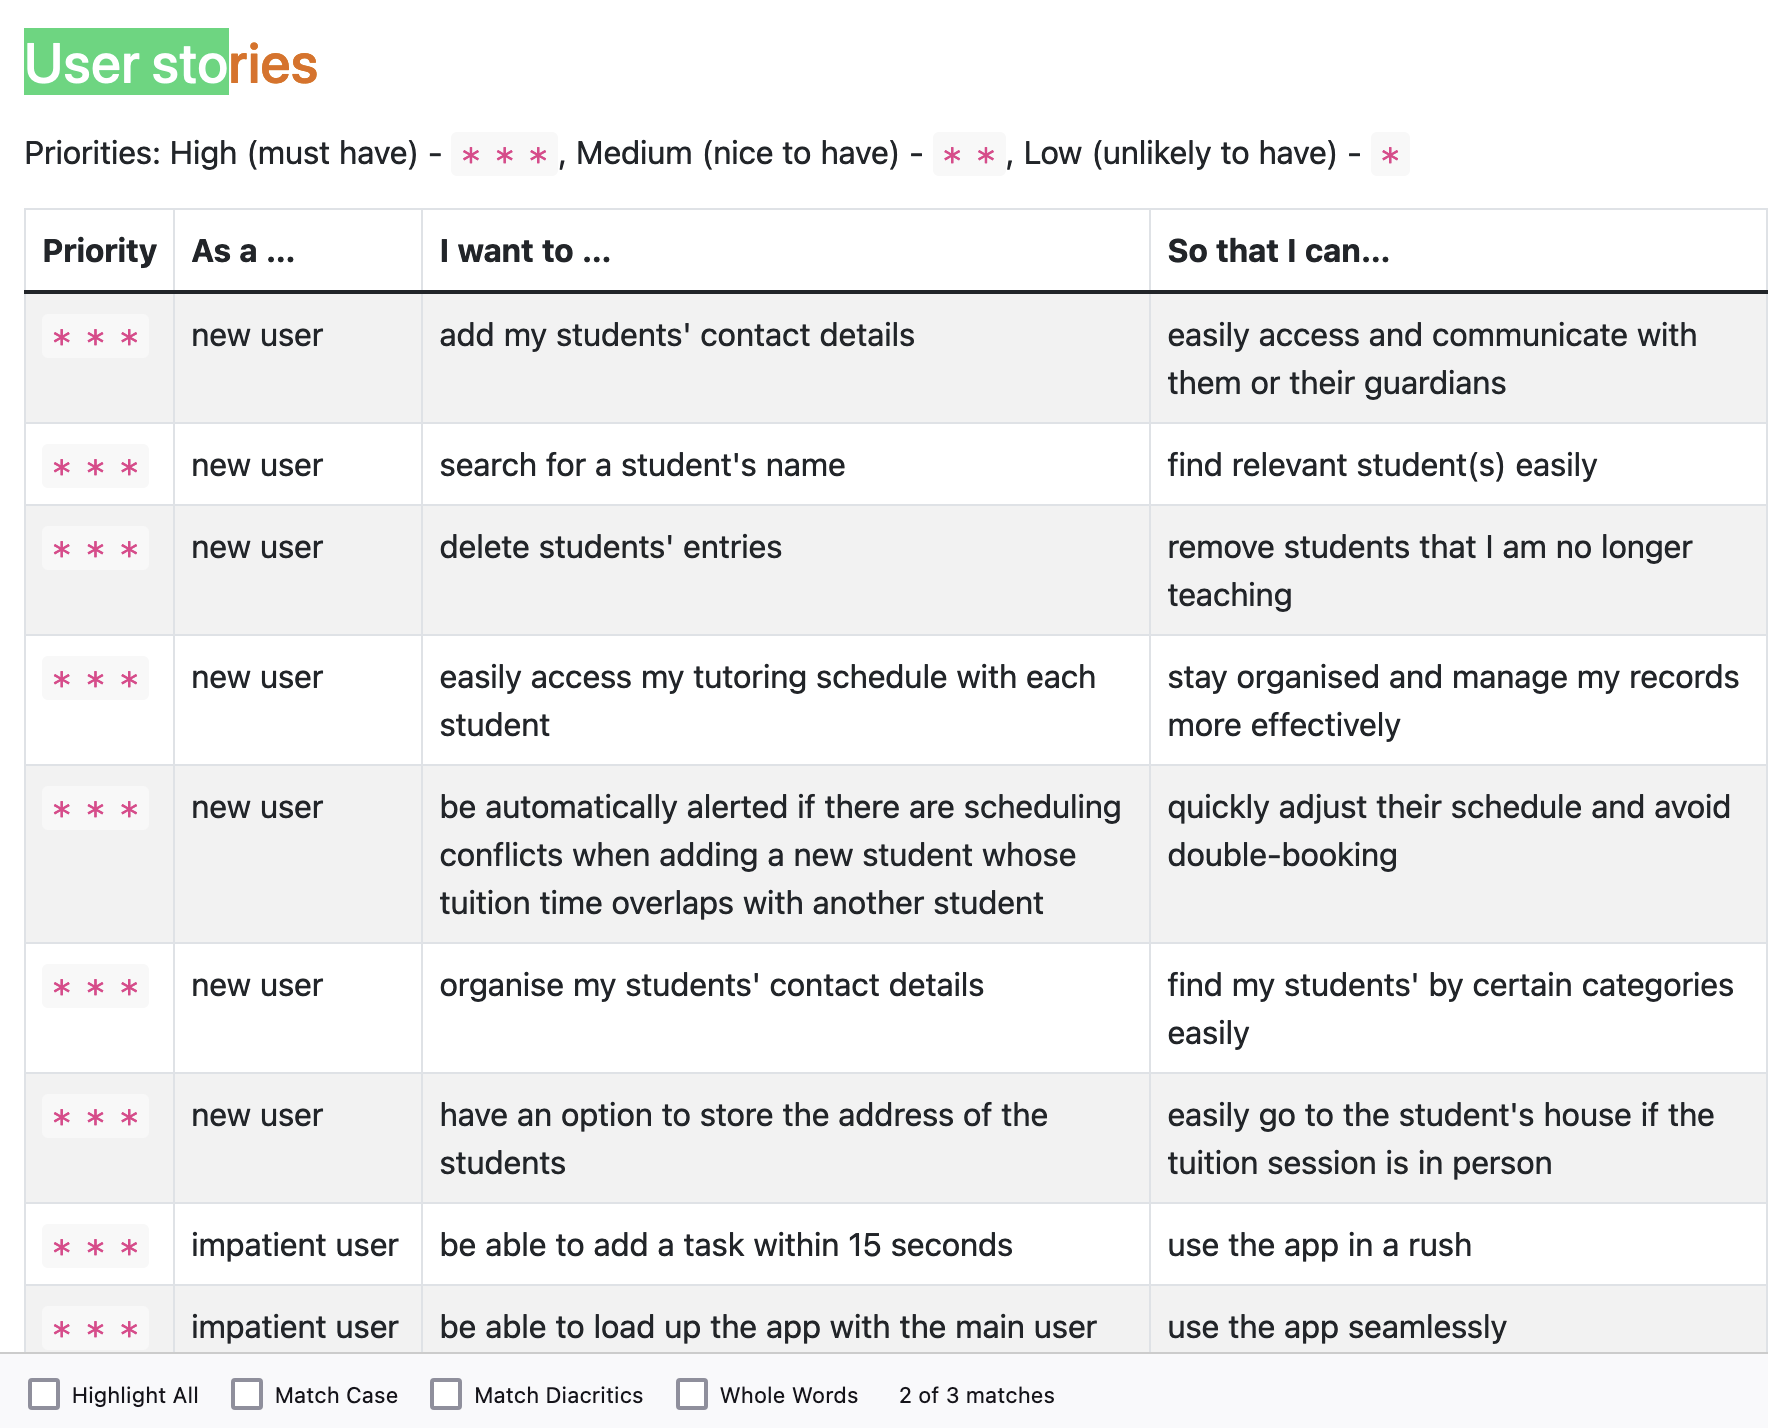 User stories
Priorities: High (must have) - * * *, Medium (nice to have) - * *, Low (unlikely to have) - *
Priority As a ... I want to ... So that I can...
* * * new user add my students' contact details easily access and communicate with
them or their guardians
* * * new user search for a student's name find relevant student(s) easily
* * * new user delete students' entries remove students that I am no longer
teaching
* * * new user easily access my tutoring schedule with each stay organised and manage my records
student more effectively
* * * new user be automatically alerted if there are scheduling quickly adjust their schedule and avoid
conflicts when adding a new student whose double-booking
tuition time overlaps with another student
* * * new user organise my students' contact details find my students' by certain categories
easily
* * * new user have an option to store the address of the easily go to the student's house if the
students tuition session is in person
* * * impatient user be able to add a task within 15 seconds use the app in a rush
* * * impatient user be able to load up the app with the main user use the app seamlessly
Highlight All Match Case Match Diacritics Whole Words 2 of 3 matches